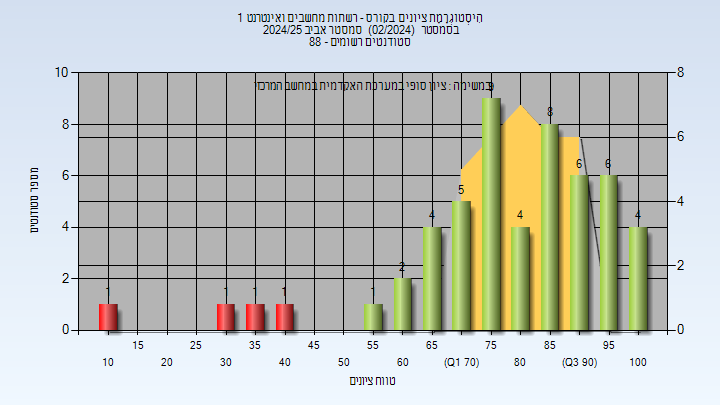 היסטוגרמת ציונים בקורס - רשתות מחשבים ואינטרנט 1
בסמסטר (02/2024) סמסטר אביב 2024/25
סטודנטים רשומים - 88
במשימה : ציון סופי במערכת האקדמית במחשב המרכזי
מספר סטודנטים
10 8 6 4 2 0
8 6 4 2 0
1 1 1 1 1 2 4 5 9 4 8 6 6 4
15 25 35 45 55 65 75 85 95
10 20 30 40 50 60 (Q1 70) 80 (Q3 90) 100
טווח ציונים